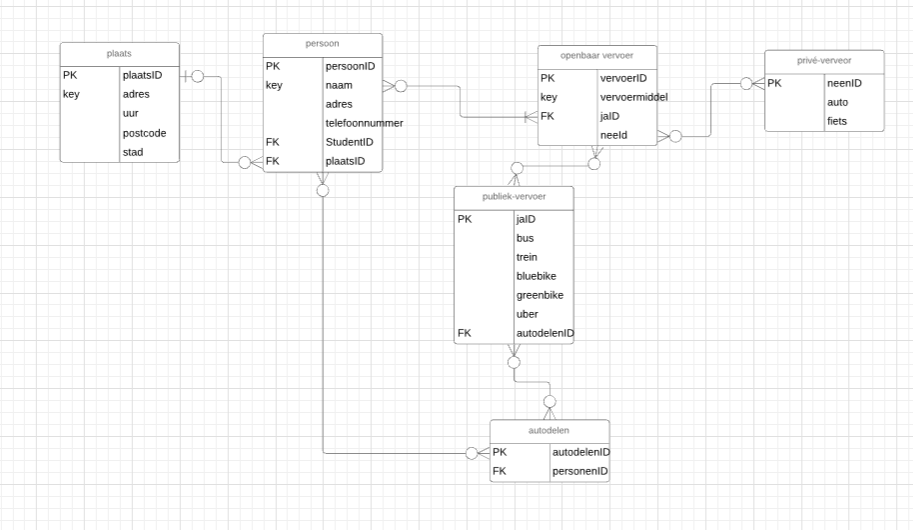 plaats
PK plaatsID
key adres
uur
postcode
stad
persoon
PK persoonID
key naam
adres
telefoonnummer
FK StudentID
FK plaatsID
openbaar vervoer
PK vervoerID
key vervoermiddel
FK jaID
neeId
privé-verveor
PK neenID
auto
fiets
publiek-vervoer
PK jaID
bus
trein
bluebike
greenbike
uber
FK autodelenID
autodelen
PK autodelenID
FK personenID